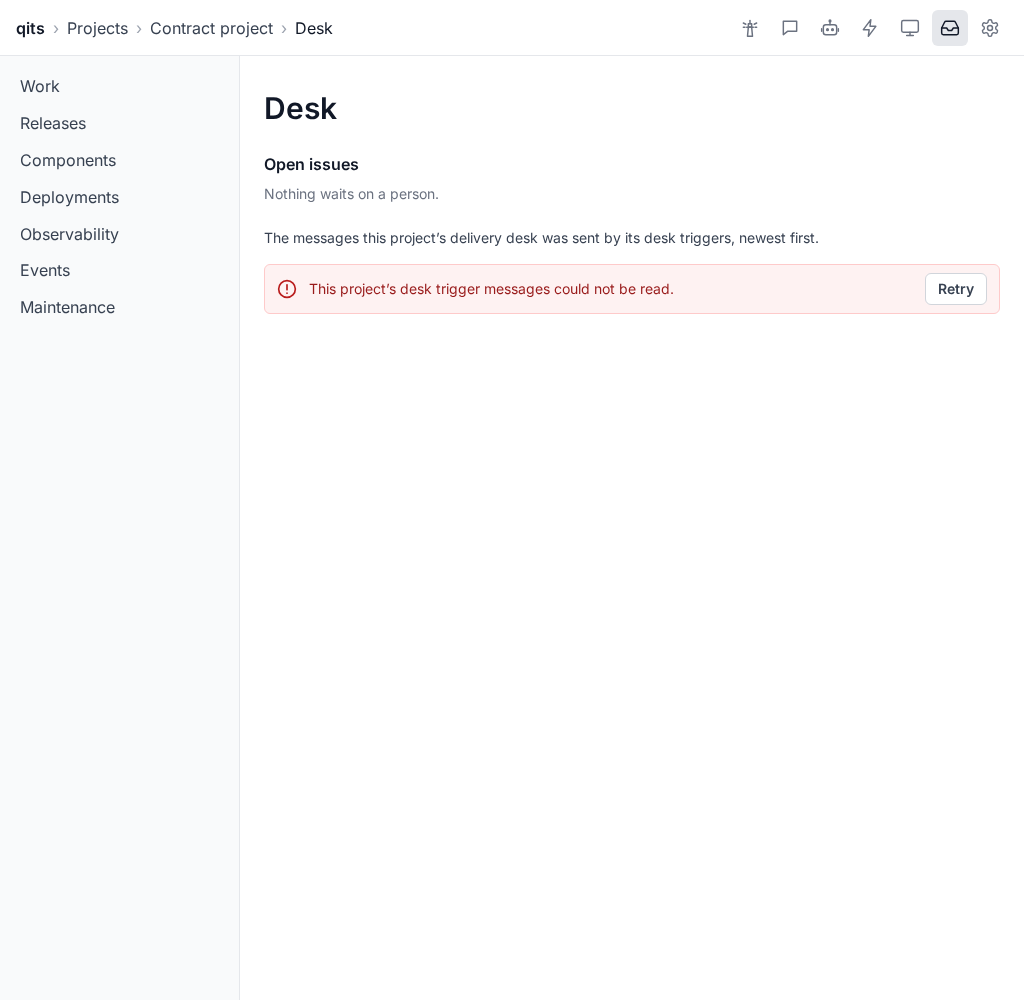 qits › Projects › Contract project › Desk
Work
Releases
Components
Deployments
Observability
Events
Maintenance
Desk
Open issues
Nothing waits on a person.
The messages this project’s delivery desk was sent by its desk triggers, newest first.
This project’s desk trigger messages could not be read.
Retry